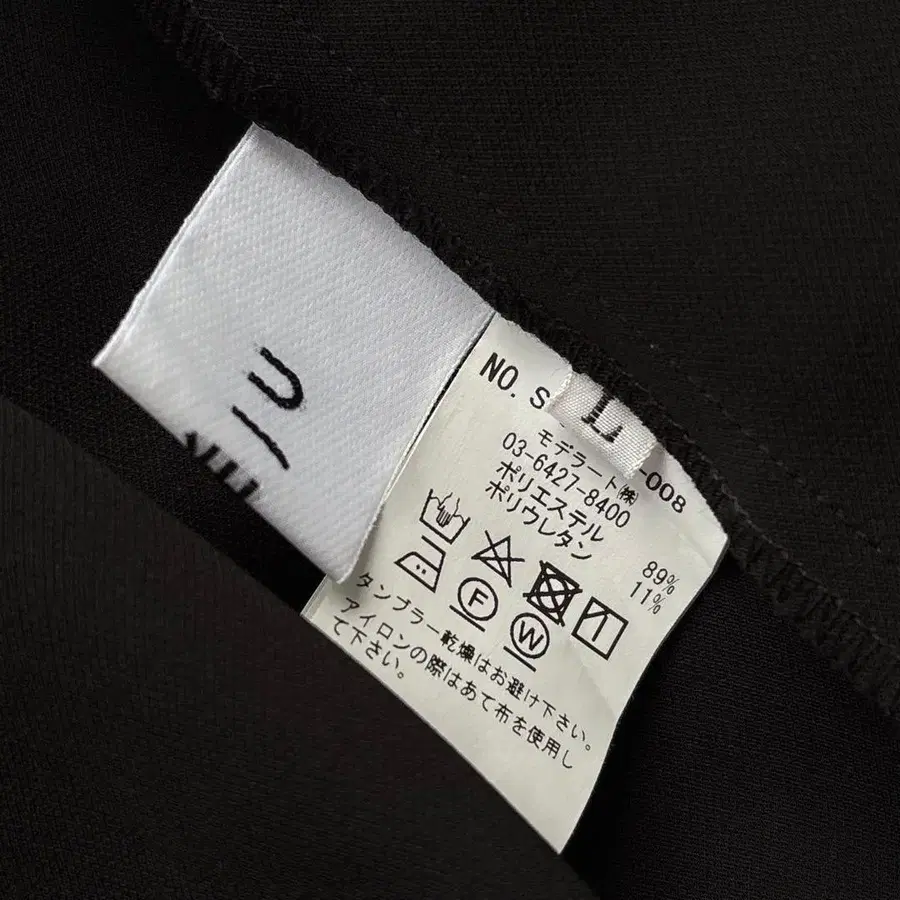 NO. S
L
-008
モデラート㈱
03-6427-8400
ポリエステル 89%
ポリウレタン 11%
F
W
タンブラー乾燥はお避け下さい。
アイロンの際はあて布を使用し
て下さい。